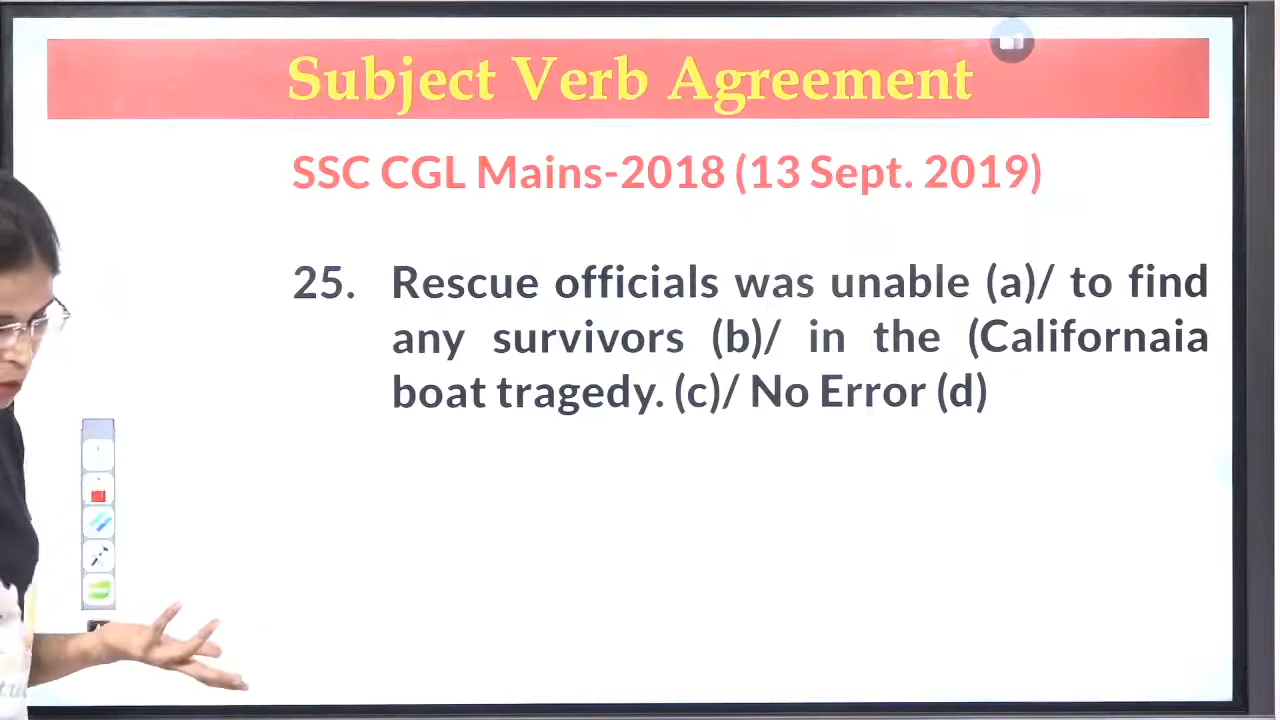 Subject Verb Agreement
SSC CGL Mains-2018 (13 Sept. 2019)
25. Rescue officials was unable (a)/ to find
any survivors (b)/ in the (Californaia
boat tragedy. (c)/ No Error (d)